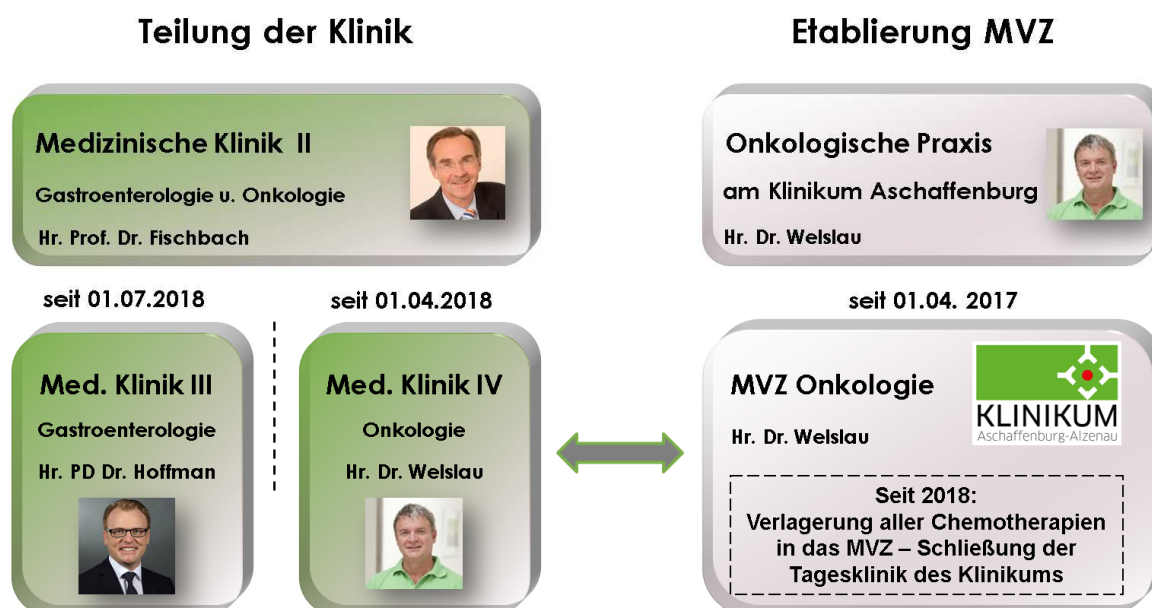 Teilung der Klinik
Medizinische Klinik II
Gastroenterologie u. Onkologie
Hr. Prof. Dr. Fischbach
seit 01.07.2018
seit 01.04.2018
Med. Klinik III
Gastroenterologie
Hr. PD Dr. Hoffman
Med. Klinik IV
Onkologie
Hr. Dr. Welslau
Etablierung MVZ
Onkologische Praxis
am Klinikum Aschaffenburg
Hr. Dr. Welslau
seit 01.04. 2017
MVZ Onkologie
Hr. Dr. Welslau
KLINIKUM
Aschaffenburg-Alzenau
Seit 2018:
Verlagerung aller Chemotherapien
in das MVZ – Schließung der
Tagesklinik des Klinikums